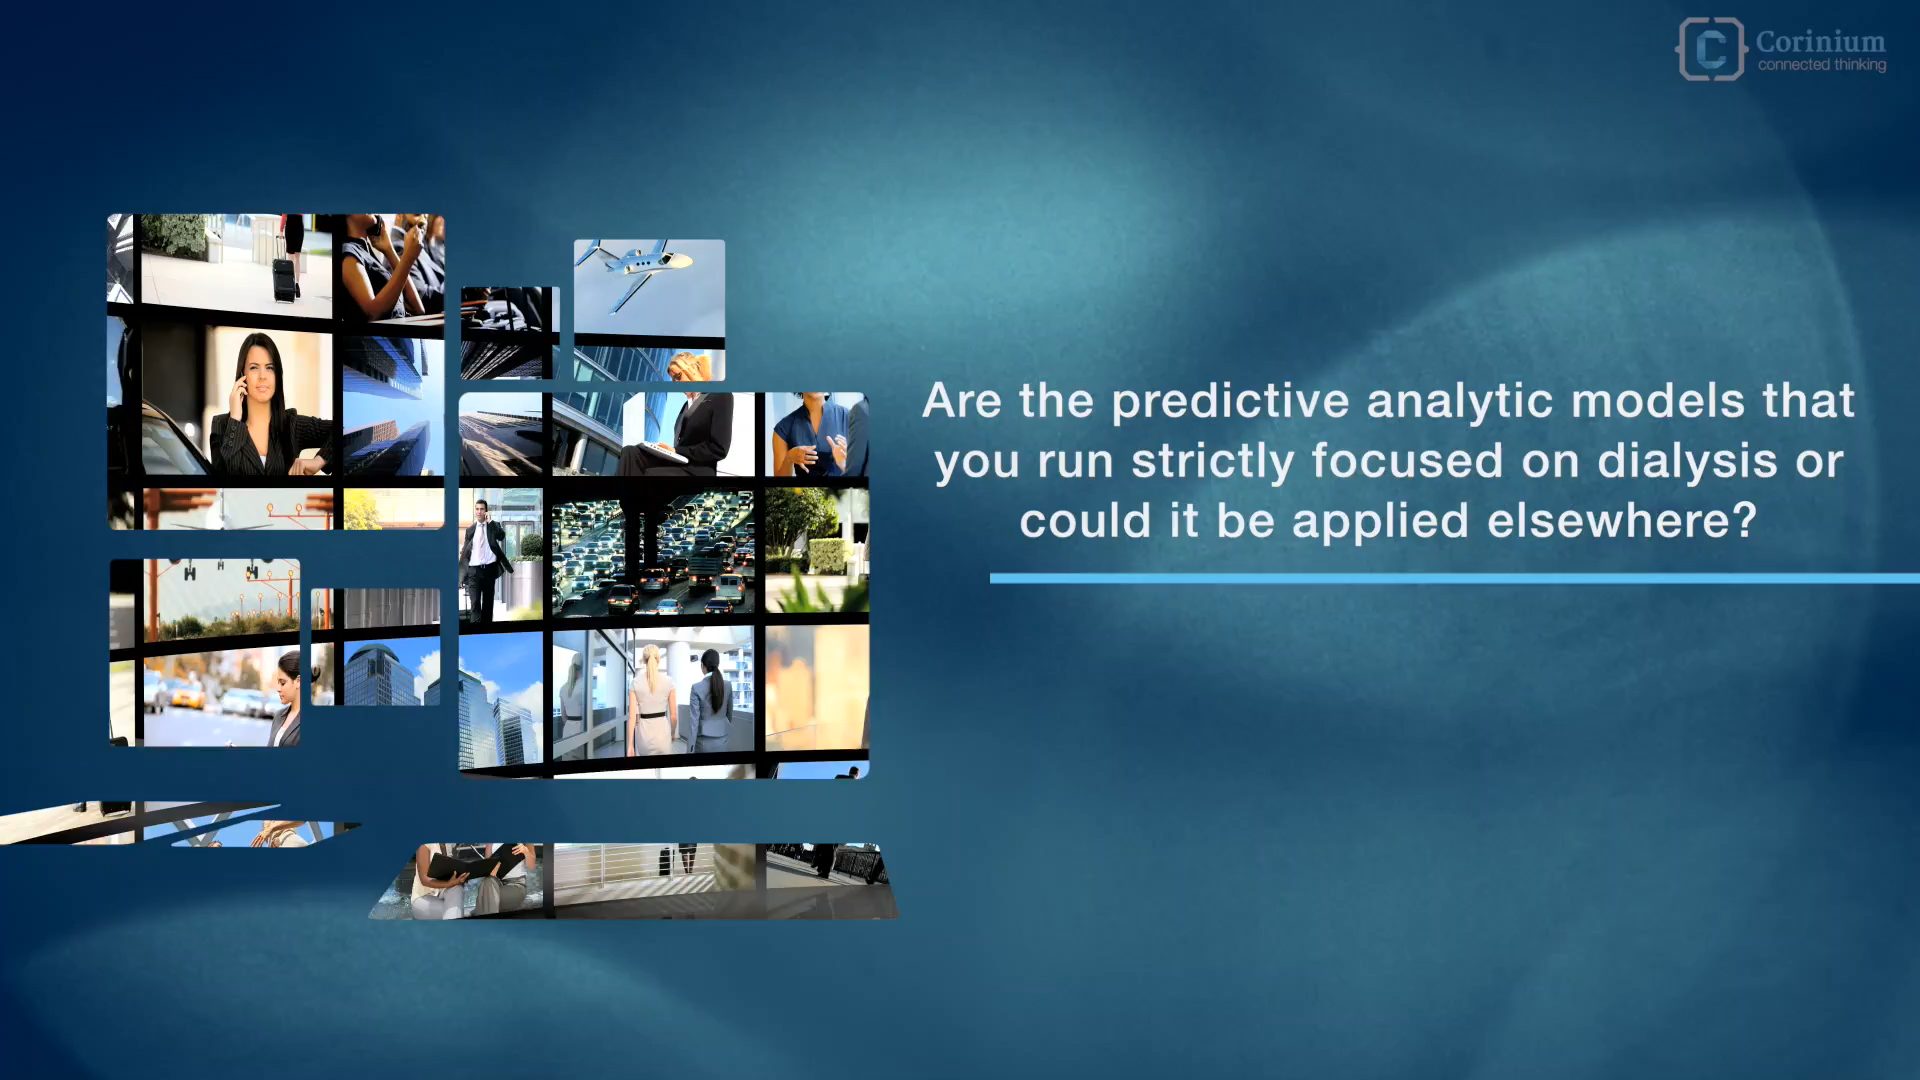 Corinium
connected thinking
Are the predictive analytic models that
you run strictly focused on dialysis or
could it be applied elsewhere?